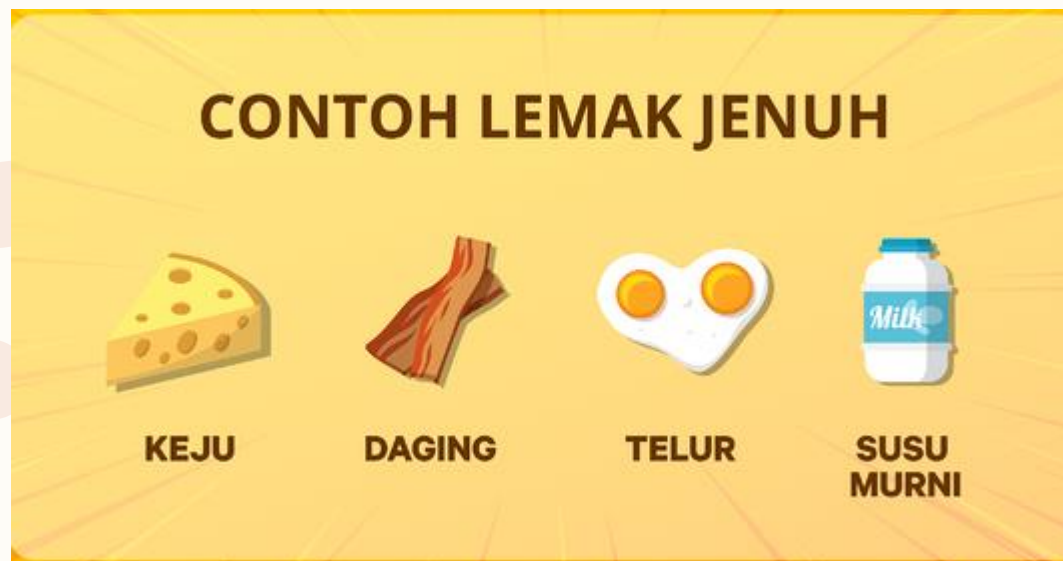 CONTOH LEMAK JENUH
KEJU
DAGING
TELUR
Milk
SUSU
MURNI